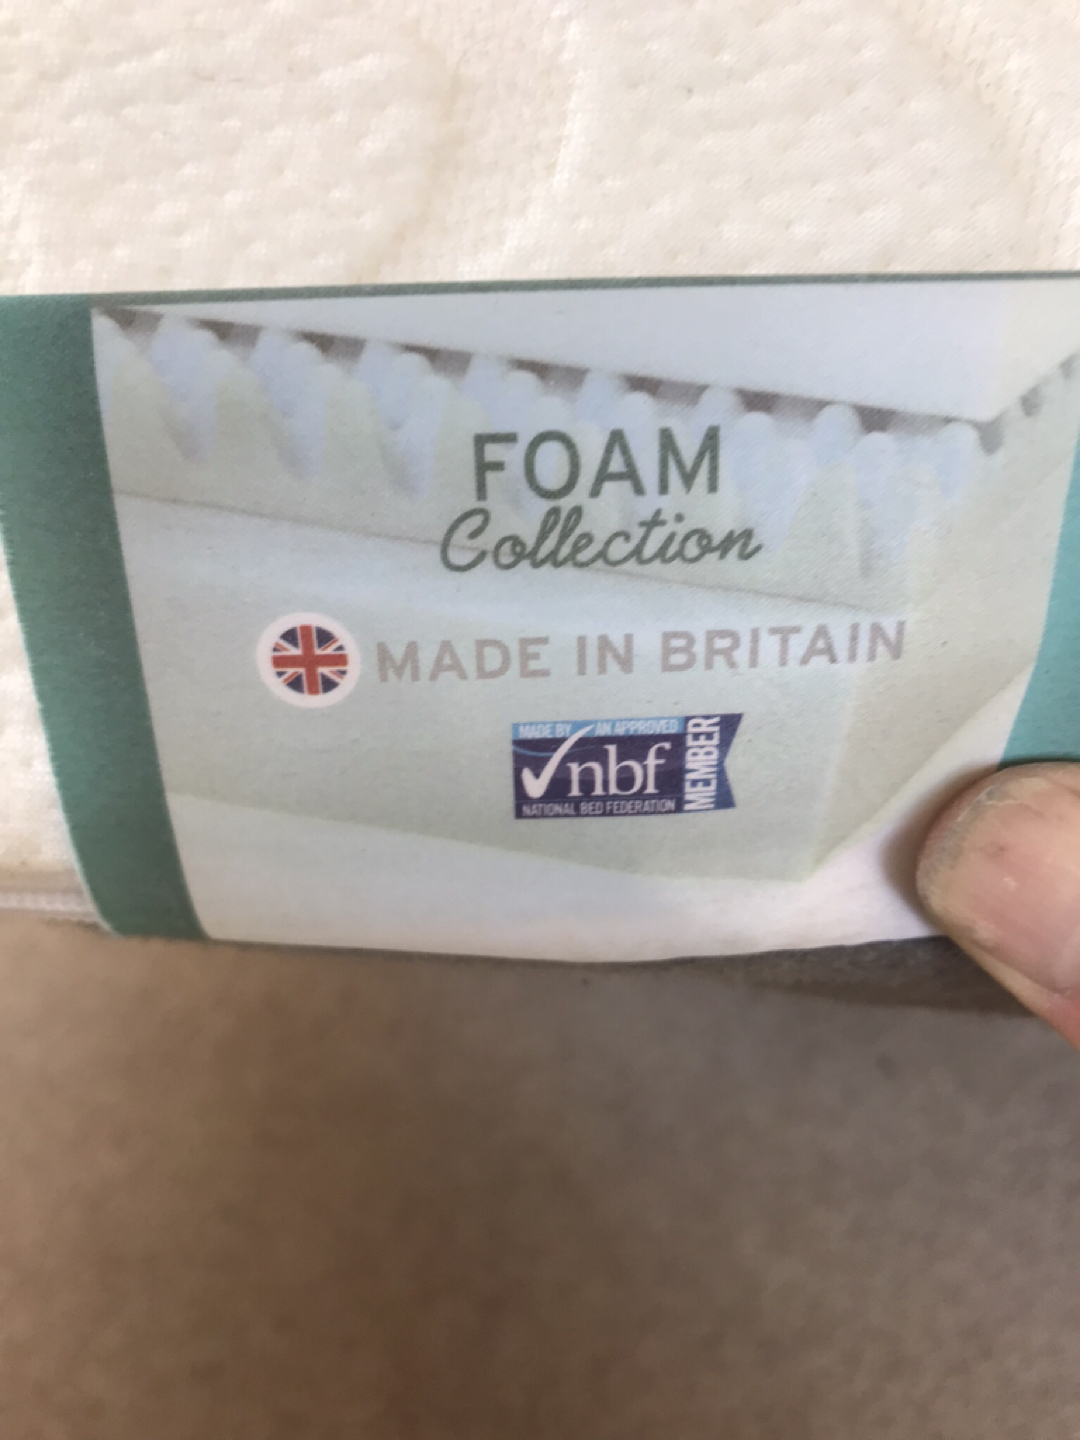 FOAM
Collection
MADE IN BRITAIN
MADE BY AN APPROVED
nbf
MEMBER
NATIONAL BED FEDERATION